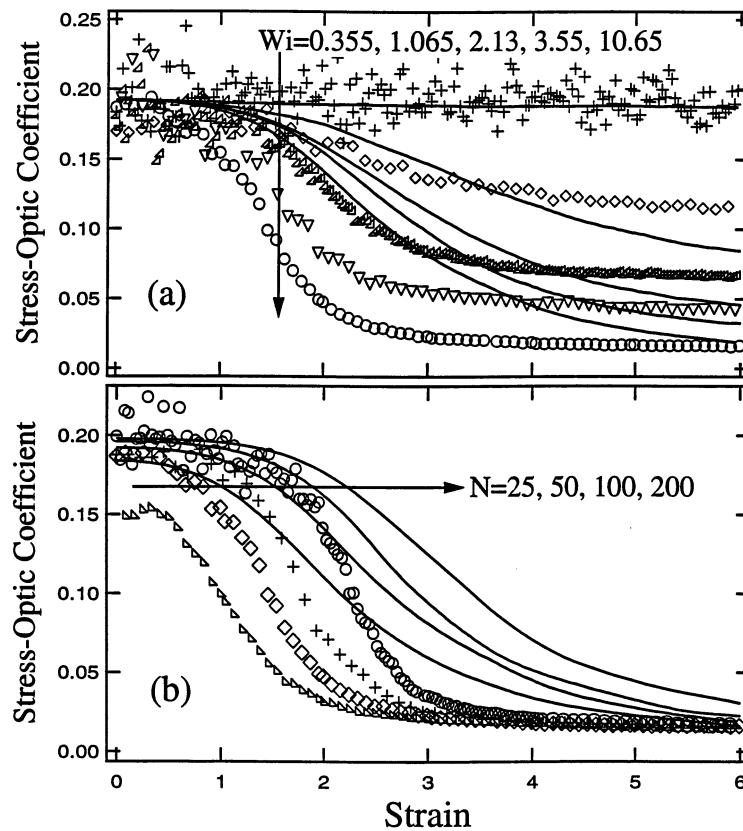 0.25
Wi=0.355, 1.065, 2.13, 3.55, 10.65
0.20
0.15
0.10
0.05
0.00
Stress-Optic Coefficient
(a)
0.20
N=25, 50, 100, 200
0.15
0.10
0.05
0.00
Stress-Optic Coefficient
(b)
0 1 2 3 4 5 6
Strain